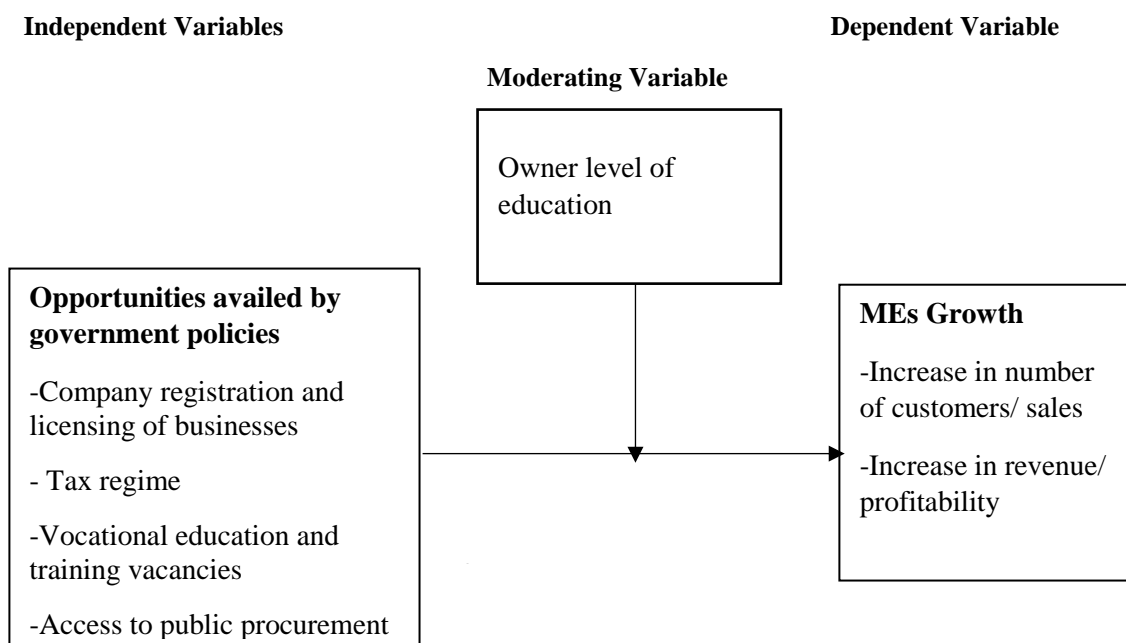 Independent Variables
Dependent Variable
Moderating Variable
Owner level of
education
Opportunities availed by
government policies
-Company registration and
licensing of businesses
- Tax regime
-Vocational education and
training vacancies
-Access to public procurement
MEs Growth
-Increase in number
of customers/ sales
-Increase in revenue/
profitability